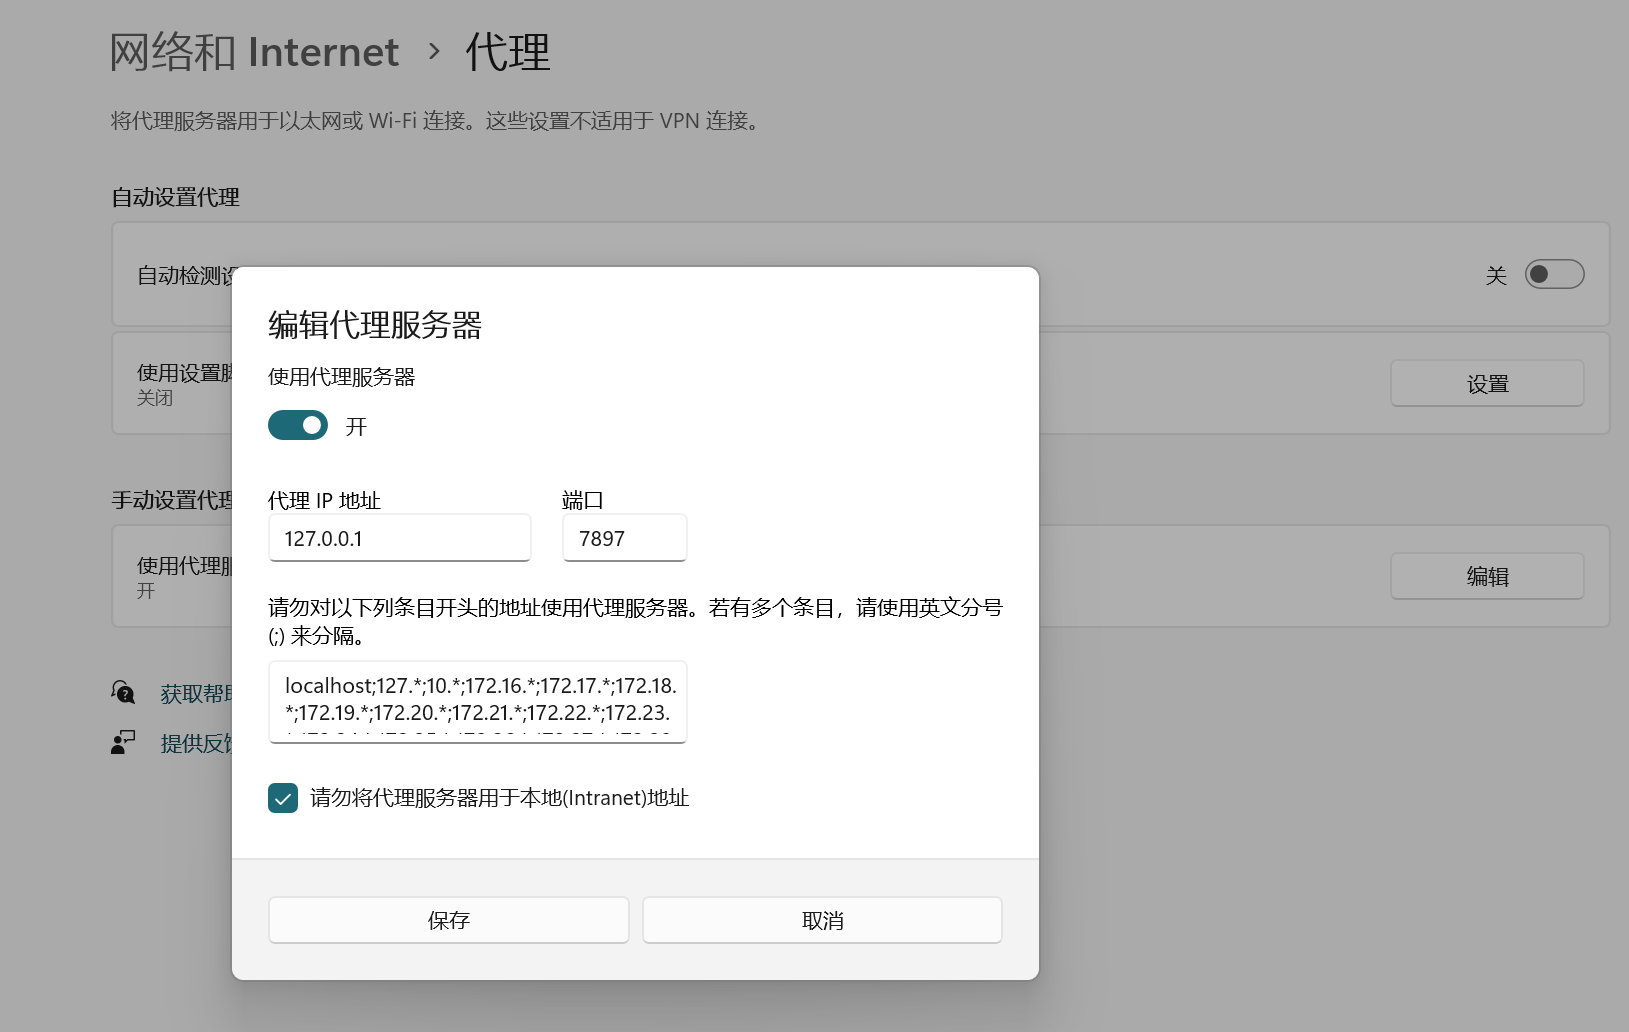 网络和 Internet › 代理
将代理服务器用于以太网或 Wi-Fi 连接。这些设置不适用于 VPN 连接。
自动设置代理
自动检测设
关
使用设置脚
关闭
设置
手动设置代理
使用代理服
开
编辑
获取帮助
提供反馈
编辑代理服务器
使用代理服务器
开
代理 IP 地址
端口
127.0.0.1
7897
请勿对以下列条目开头的地址使用代理服务器。若有多个条目，请使用英文分号
(;) 来分隔。
localhost;127.*;10.*;172.16.*;172.17.*;172.18.
*;172.19.*;172.20.*;172.21.*;172.22.*;172.23.
请勿将代理服务器用于本地(Intranet)地址
保存
取消